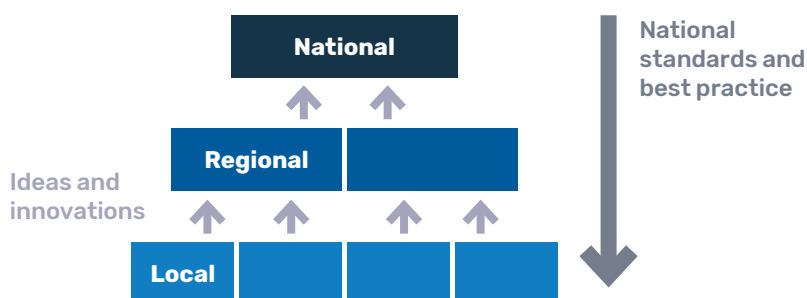 National
National
standards and
best practice
Regional
Ideas and
innovations
Local